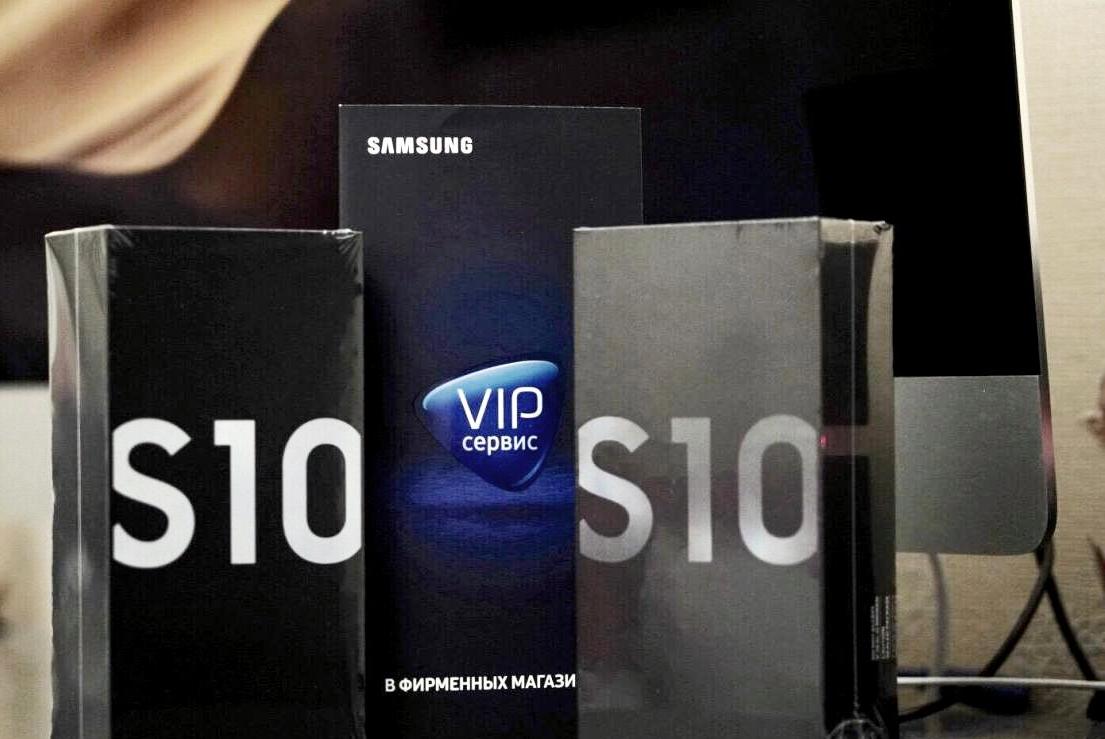 SAMSUNG
VIP
сервис
S10
S10
В ФИРМЕННЫХ МАГАЗИ